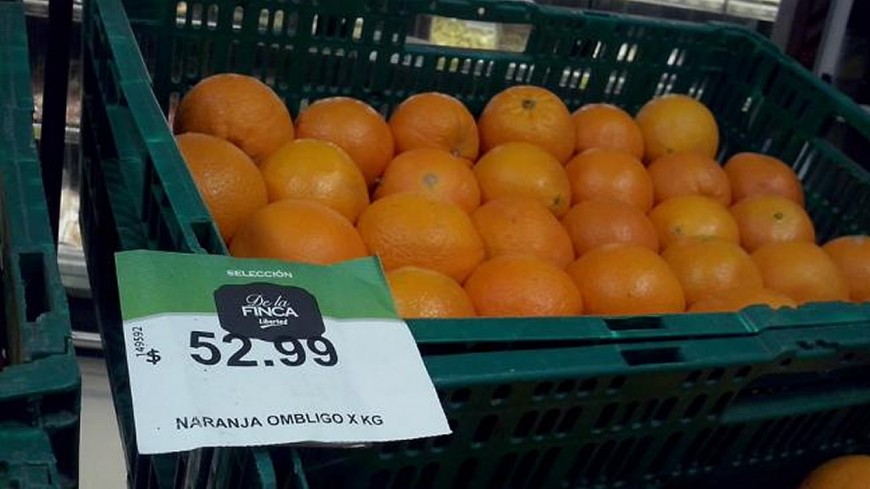 SELECCIÓN
De la
FINCA
Libertad
149592
$ 52.99
NARANJA OMBLIGO X KG